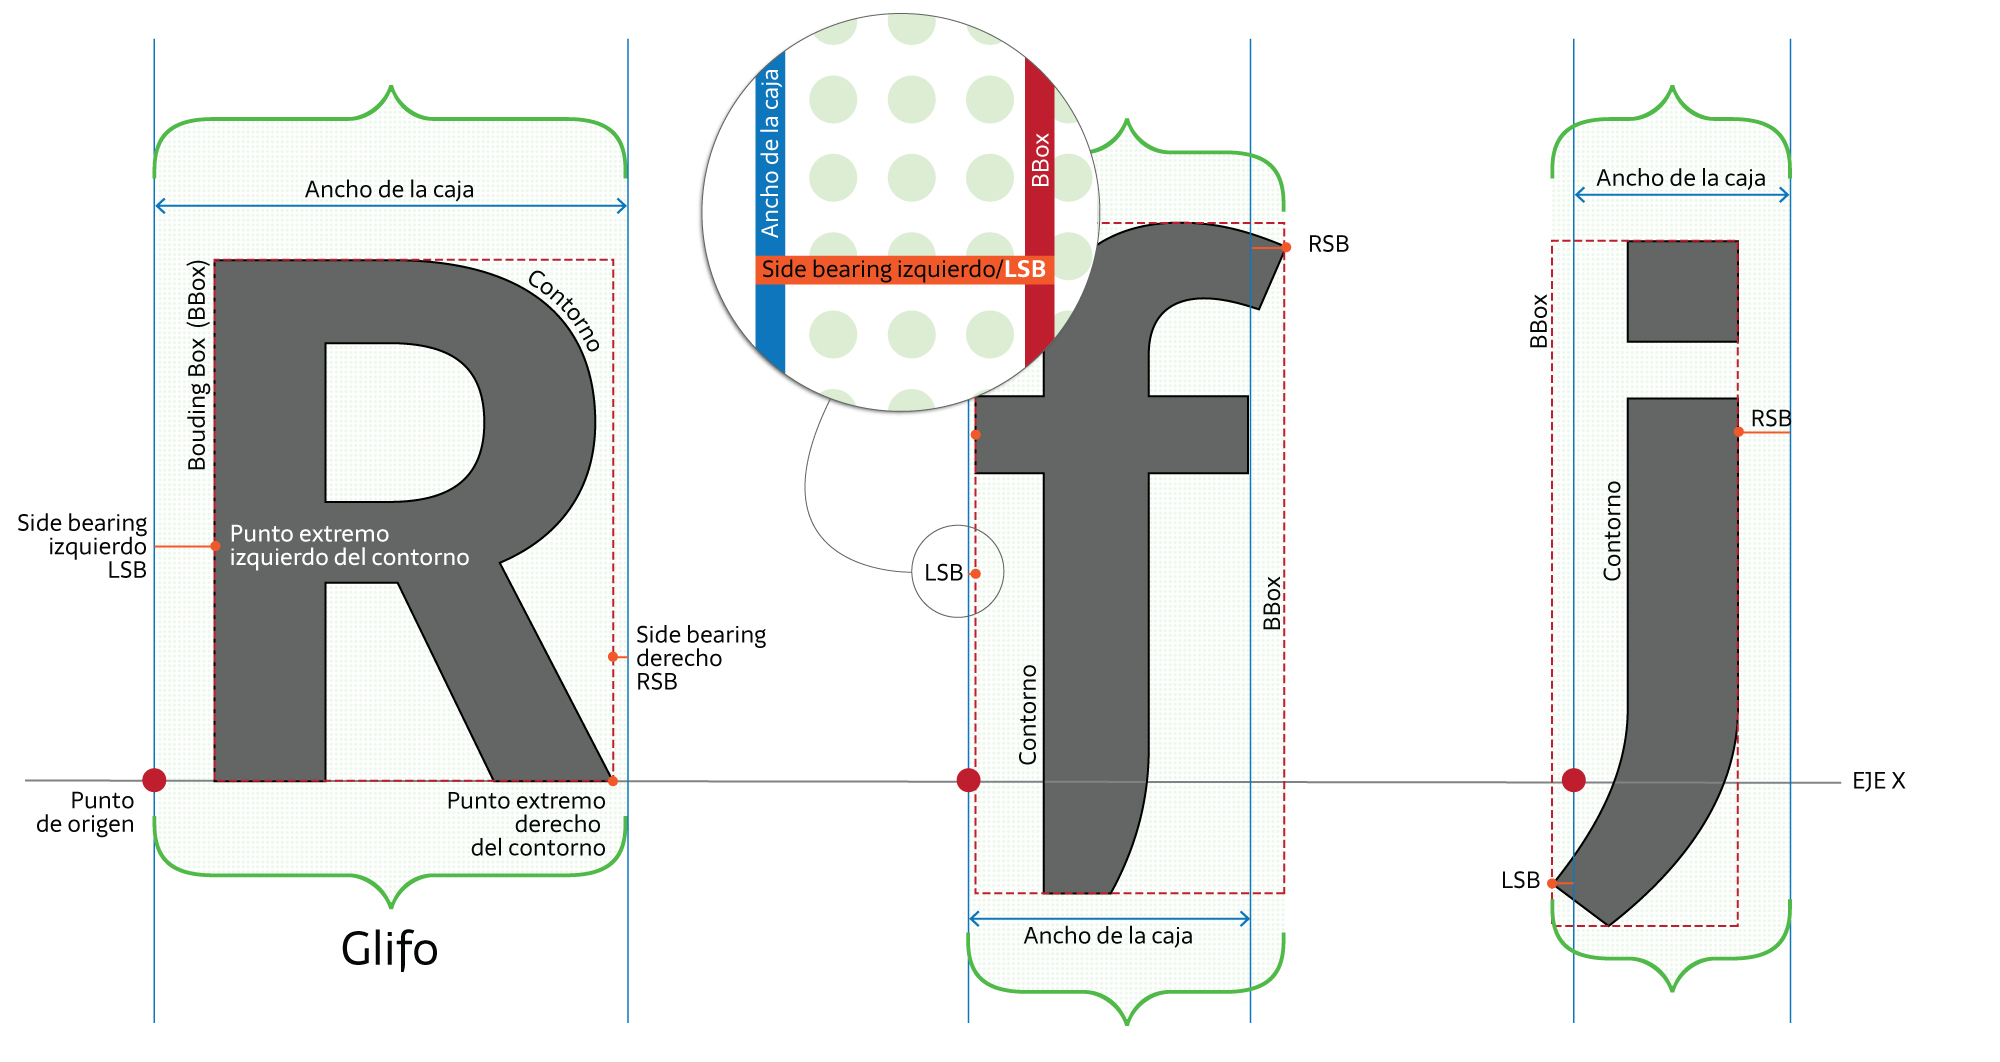 Ancho de la caja
Bouding Box (BBox)
Contorno
Side bearing
izquierdo
LSB
Punto extremo
izquierdo del contorno
Side bearing
derecho
RSB
Punto
de origen
Punto extremo
derecho
del contorno
Glifo
R
Ancho de la caja
BBox
Side bearing izquierdo/LSB
RSB
f
LSB
BBox
Contorno
Ancho de la caja
Ancho de la caja
BBox
RSB
Contorno
j
EJE X
LSB